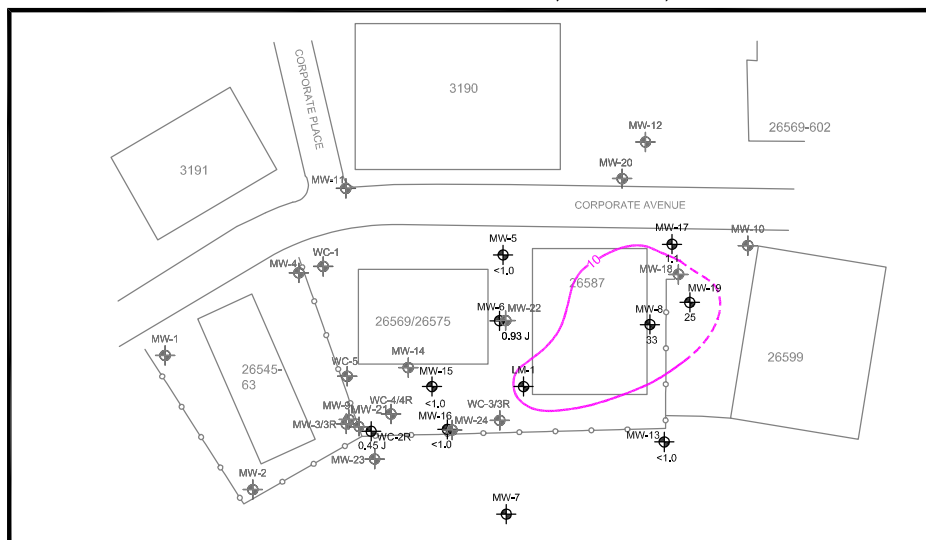 3190
MW-12
26569-602
CORPORATE PLACE
3191
MW-20
MW-11
CORPORATE AVENUE
MW-17
1.1
MW-10
MW-5
<1.0
WC-1
MW-4
10
MW-18
26587
MW-19
25
MW-6
0.93 J
MW-22
26569/26575
MW-8
33
MW-1
26599
MW-14
WC-5
26545-
63
MW-15
<1.0
LM-1
WC-4/4R
WC-3/3R
MW-9
MW-21
MW-3/3R
MW-16
<1.0
MW-24
WC-2R
0.45 J
MW-13
<1.0
MW-23
MW-2
MW-7